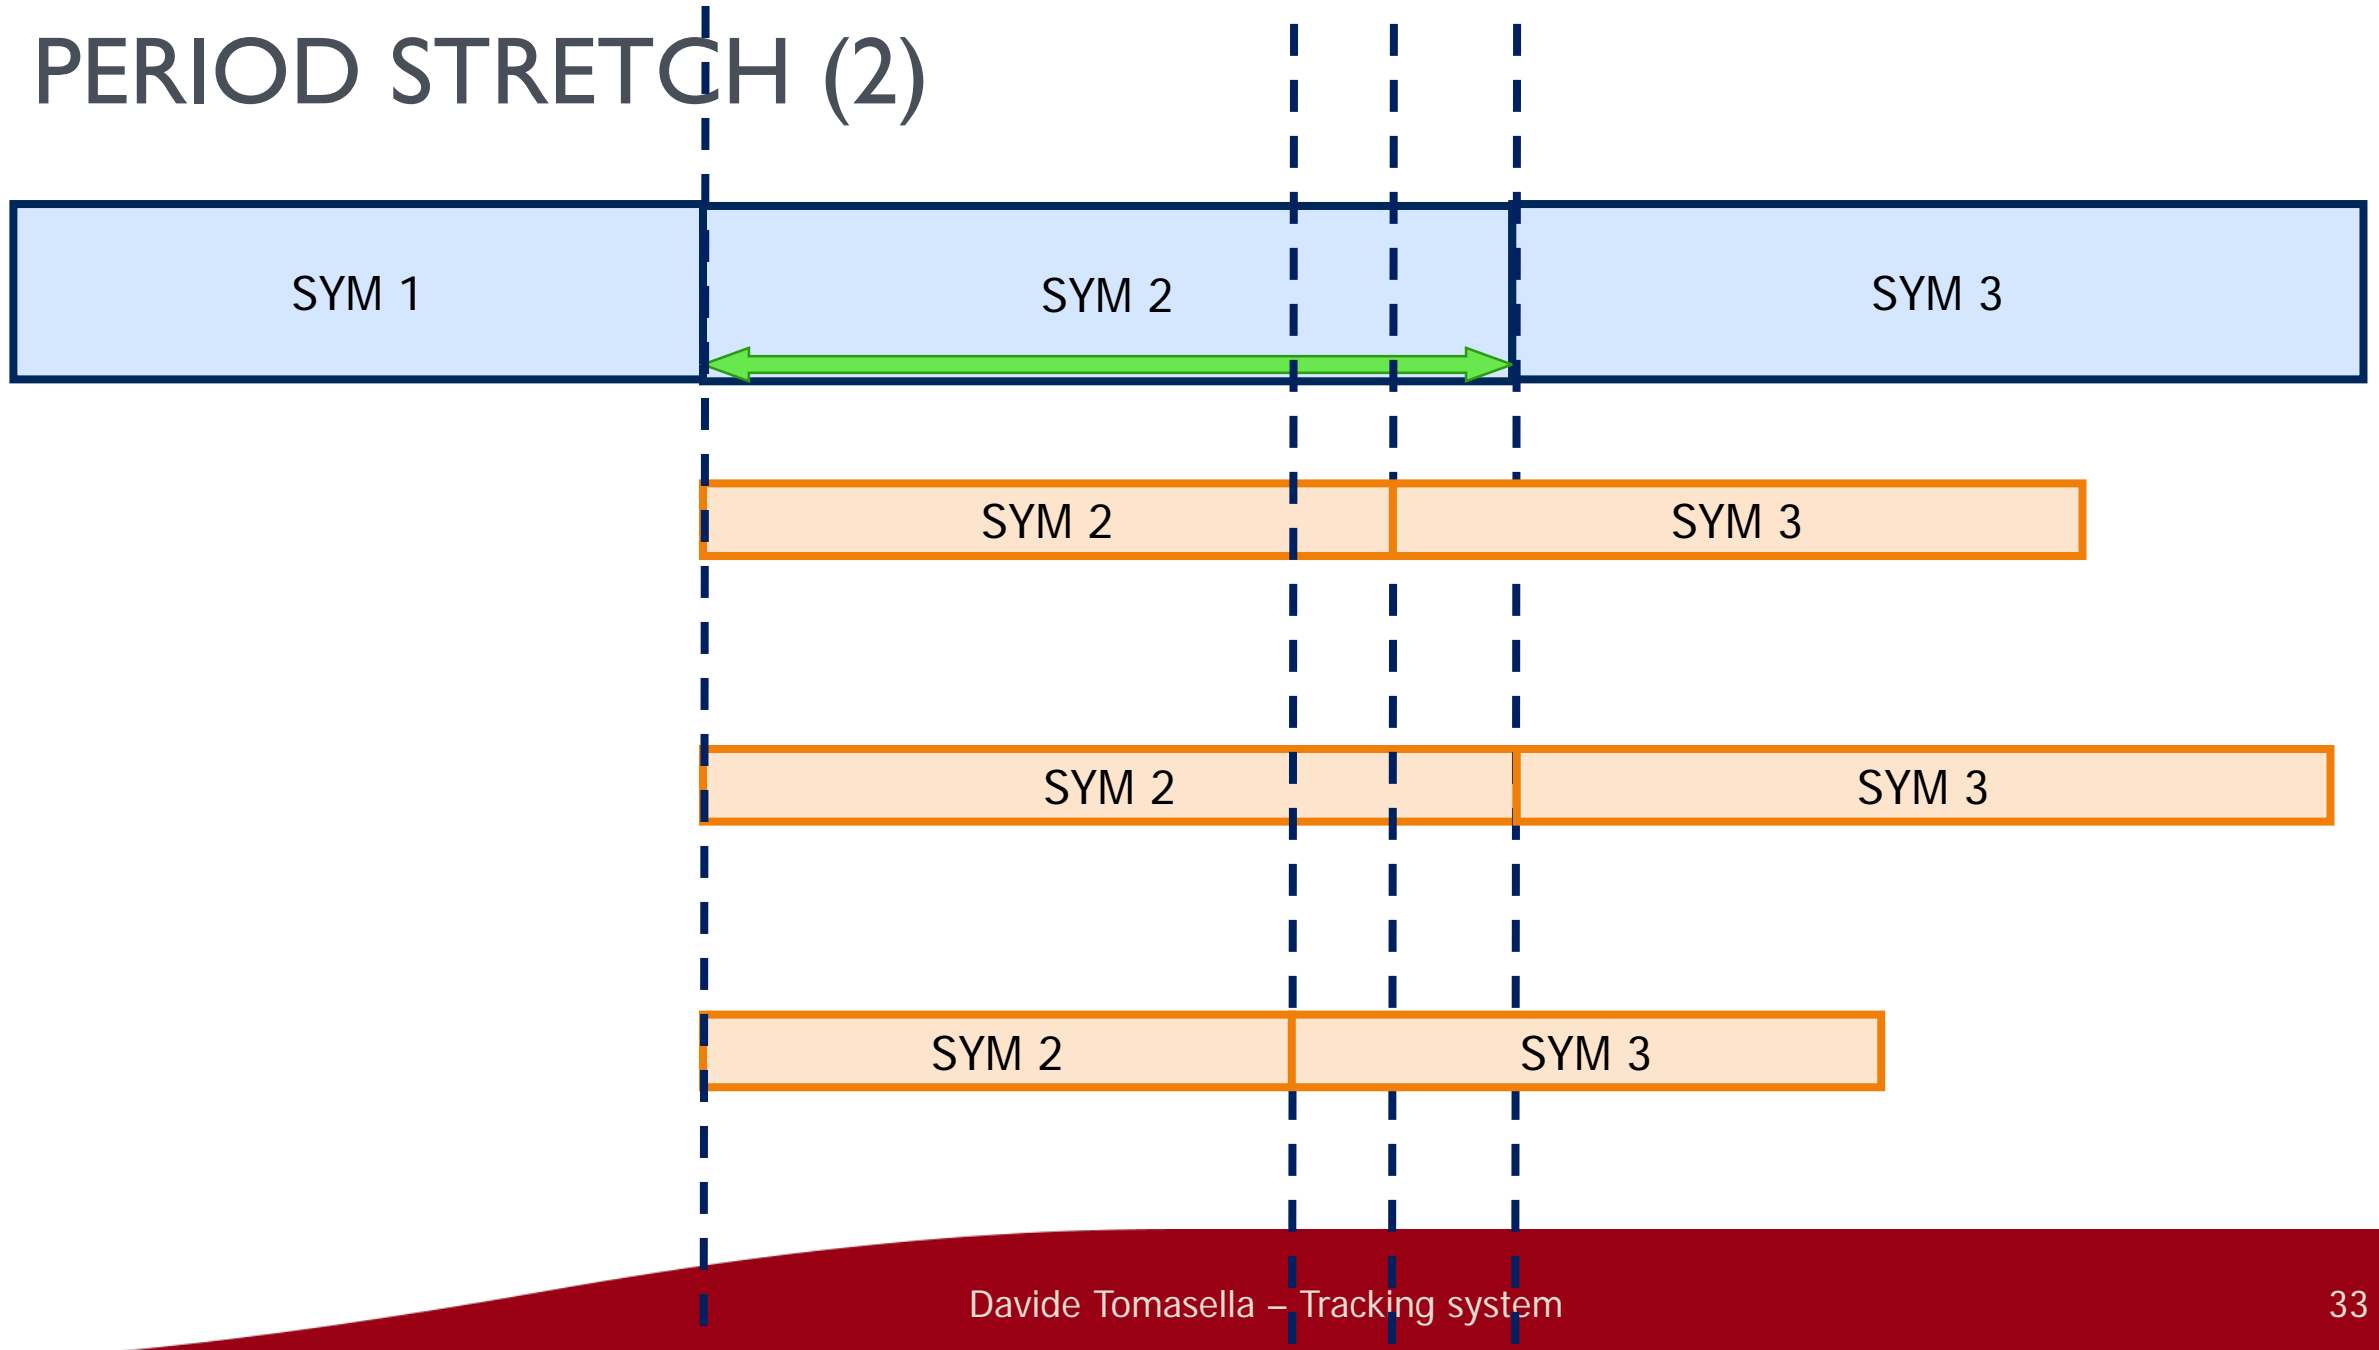 PERIOD STRETCH (2)
SYM 1
SYM 2
SYM 3
SYM 2
SYM 3
SYM 2
SYM 3
SYM 2
SYM 3
Davide Tomasella – Tracking system
33